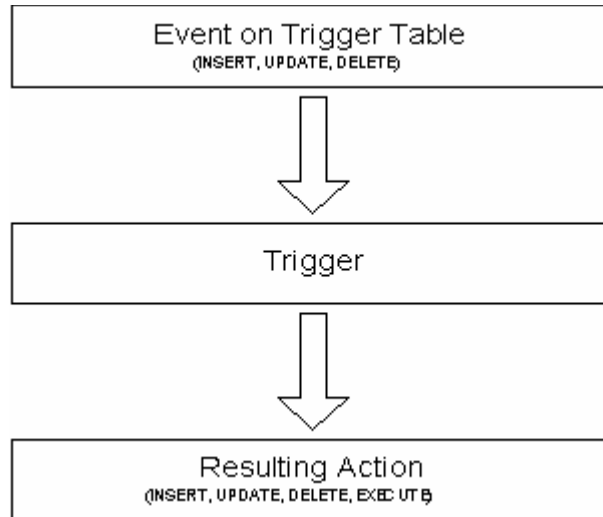 Event on Trigger Table
(INSERT, UPDATE, DELETE)
Trigger
Resulting Action
(INSERT, UPDATE, DELETE, EXECUTE)